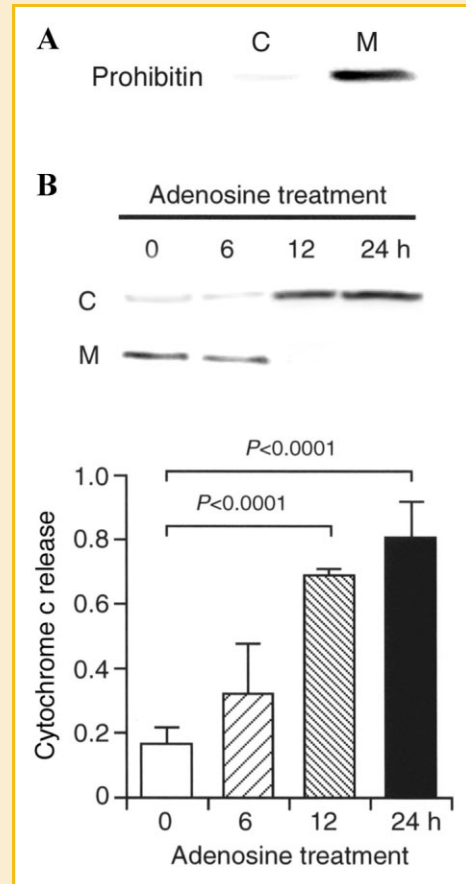 A
C M
Prohibitin
B
Adenosine treatment
0 6 12 24 h
C
M
P<0.0001
P<0.0001
1.0
0.8
0.6
0.4
0.2
0
Cytochrome c release
0 6 12 24 h
Adenosine treatment